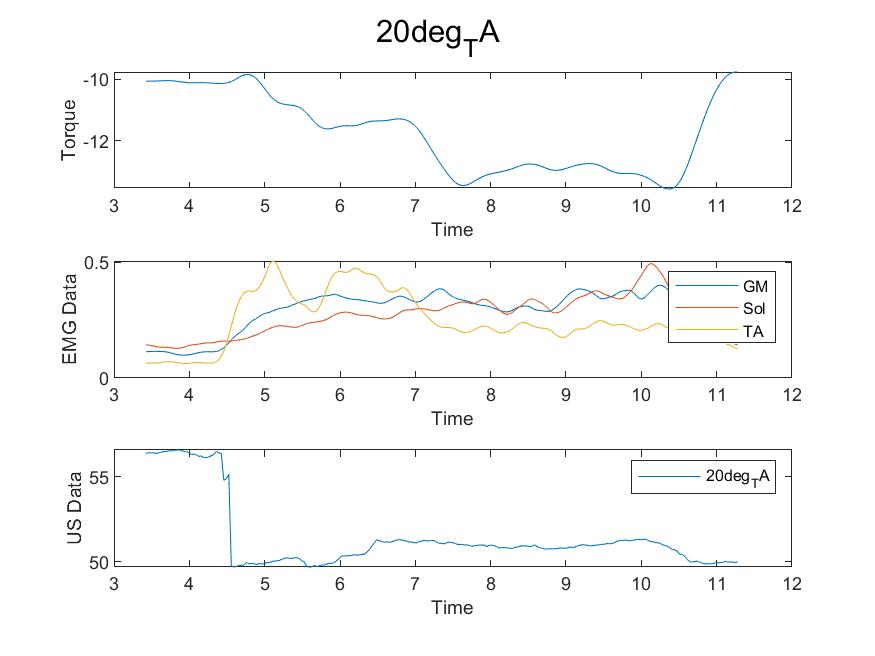 20deg_TA
-10
-12
Torque
3 4 5 6 7 8 9 10 11 12
Time
0.5
0
EMG Data
GM
Sol
TA
3 4 5 6 7 8 9 10 11 12
Time
55
50
US Data
20deg_TA
3 4 5 6 7 8 9 10 11 12
Time